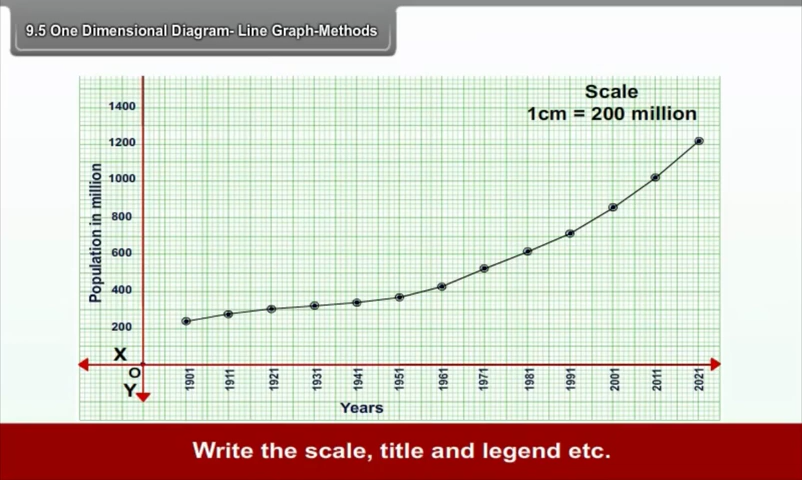 9.5 One Dimensional Diagram- Line Graph-Methods
Scale
1cm = 200 million
1400
1200
1000
800
600
400
200
Population in million
X
O
Y
1901
1911
1921
1931
1941
1951
1961
1971
1981
1991
2001
2011
2021
Years
Write the scale, title and legend etc.